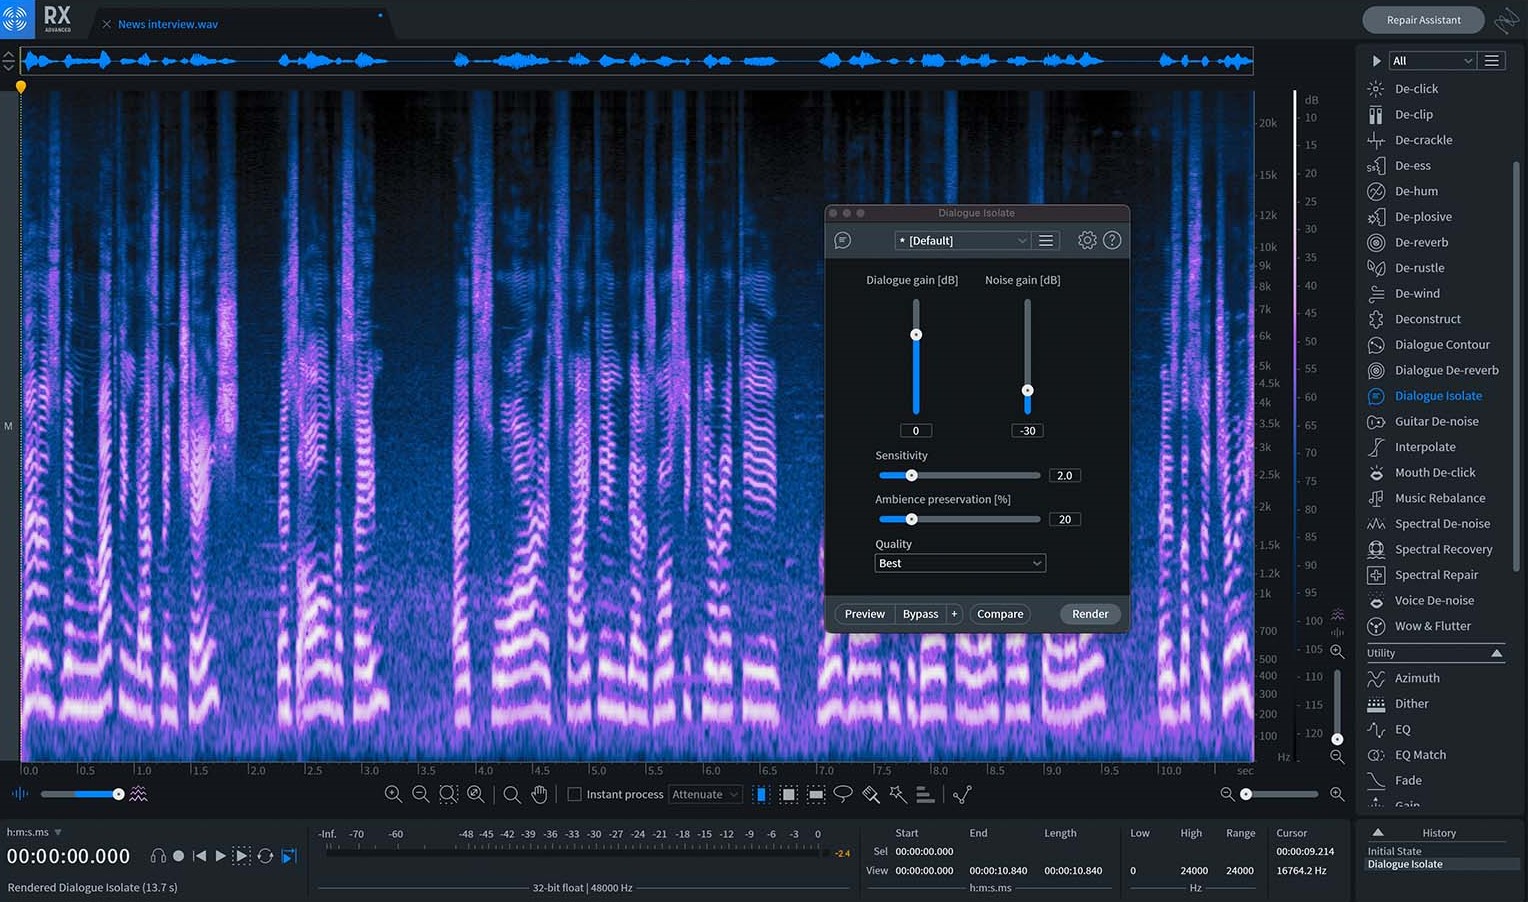 RX
ADVANCED
News interview.wav
Repair Assistant
All
De-click
De-clip
De-crackle
De-ess
De-hum
De-plosive
De-reverb
De-rustle
De-wind
Deconstruct
Dialogue Contour
Dialogue De-reverb
Dialogue Isolate
Guitar De-noise
Interpolate
Mouth De-click
Music Rebalance
Spectral De-noise
Spectral Recovery
Spectral Repair
Voice De-noise
Wow & Flutter
Utility
Azimuth
Dither
EQ
EQ Match
Fade
Gain
M
20k
15k
12k
10k
9k
8k
7k
6k
5k
4.5k
4k
3.5k
3k
2.5k
2k
1.5k
1.2k
1k
700
500
400
300
200
100
Hz
dB
10
15
20
25
30
35
40
45
50
55
60
65
70
75
80
85
90
95
100
105
110
115
120
Dialogue Isolate
* [Default]
Dialogue gain [dB] Noise gain [dB]
0 -30
Sensitivity
2.0
Ambience preservation [%]
20
Quality
Best
Preview Bypass + Compare Render
0.0 0.5 1.0 1.5 2.0 2.5 3.0 3.5 4.0 4.5 5.0 5.5 6.0 6.5 7.0 7.5 8.0 8.5 9.0 9.5 10.0 sec
Instant process Attenuate
h:m:s.ms
00:00:00.000
Rendered Dialogue Isolate (13.7 s)
-Inf. -70 -60 -48 -45 -42 -39 -36 -33 -30 -27 -24 -21 -18 -15 -12 -9 -6 -3 0
-2.4
32-bit float | 48000 Hz
Start End Length Low High Range Cursor
Sel 00:00:00.000 00:00:09.214
View 00:00:00.000 00:00:10.840 00:00:10.840 0 24000 24000 16764.2 Hz
h:m:s.ms Hz
History
Initial State
Dialogue Isolate